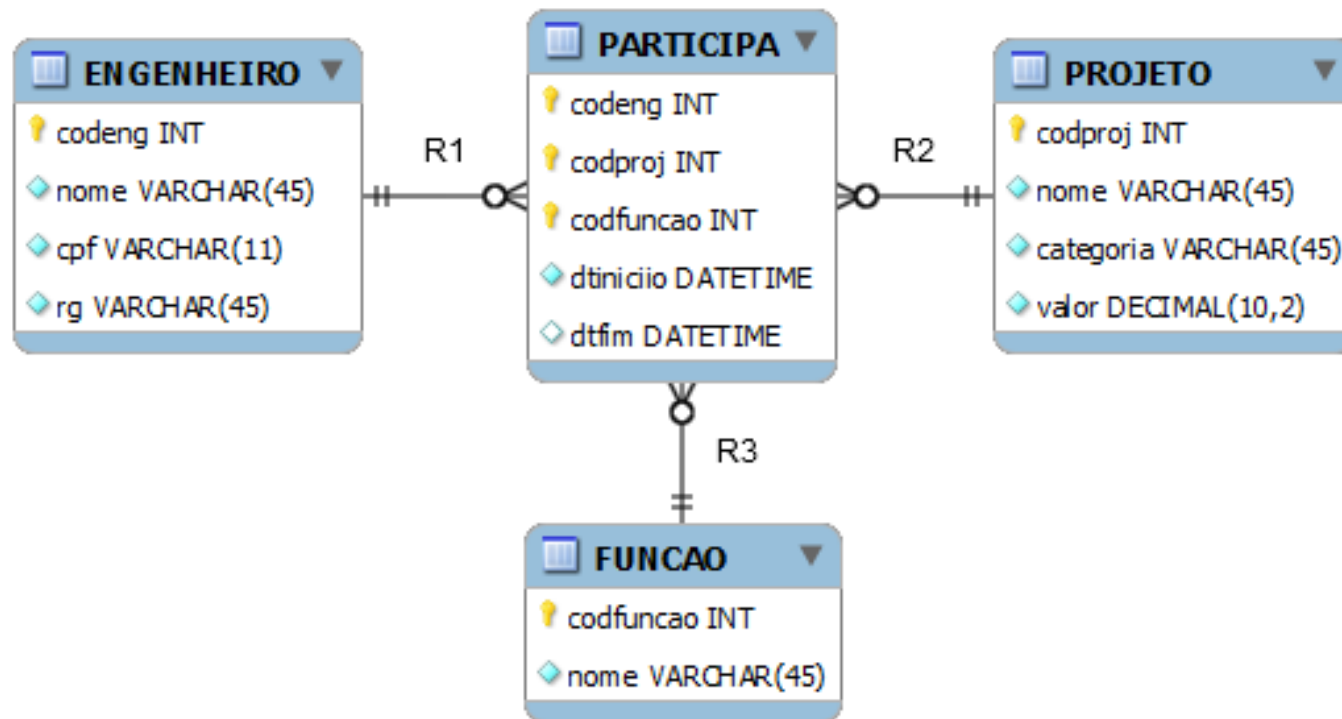 ENGENHEIRO
codeng INT
nome VARCHAR(45)
cpf VARCHAR(11)
rg VARCHAR(45)
R1
PARTICIPA
codeng INT
codproj INT
codfuncao INT
dtiniciio DATETIME
dtfim DATETIME
R2
PROJETO
codproj INT
nome VARCHAR(45)
categoria VARCHAR(45)
valor DECIMAL(10,2)
R3
FUNCAO
codfuncao INT
nome VARCHAR(45)